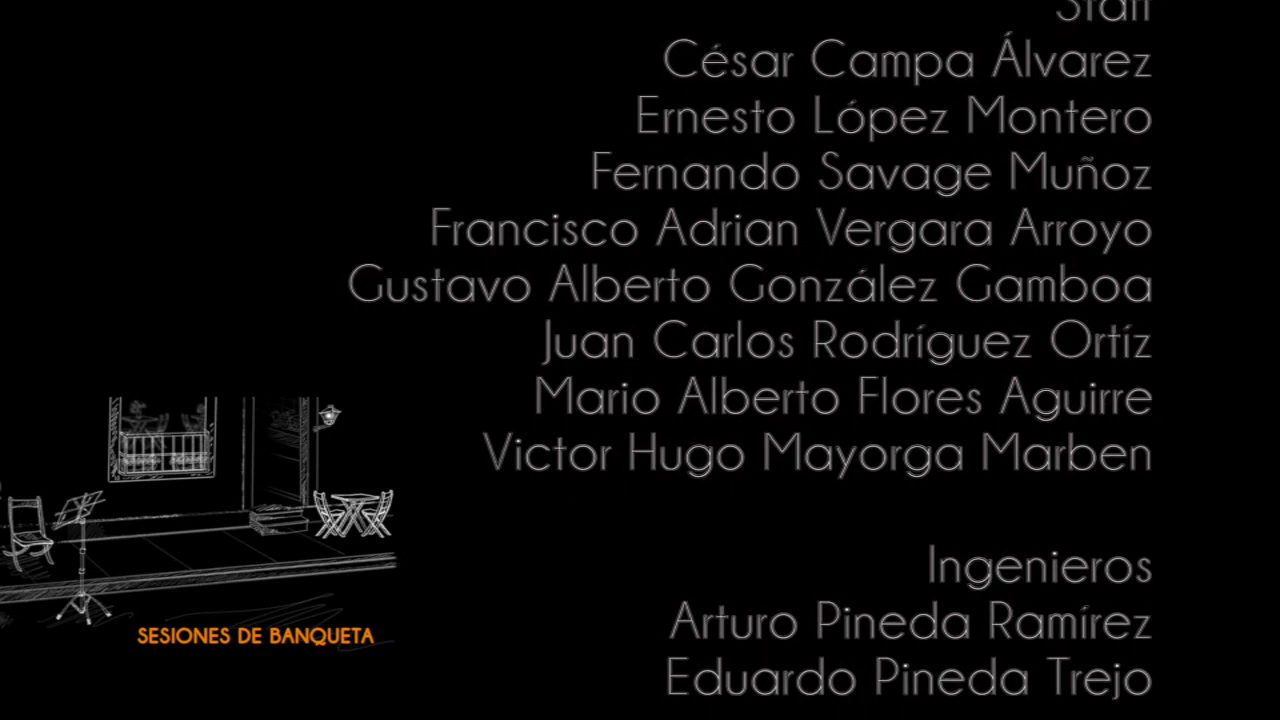 Staff
César Campa Álvarez
Ernesto López Montero
Fernando Savage Muñoz
Francisco Adrian Vergara Arroyo
Gustavo Alberto González Gamboa
Juan Carlos Rodríguez Ortíz
Mario Alberto Flores Aguirre
Victor Hugo Mayorga Marben
Ingenieros
Arturo Pineda Ramírez
Eduardo Pineda Trejo
SESIONES DE BANQUETA